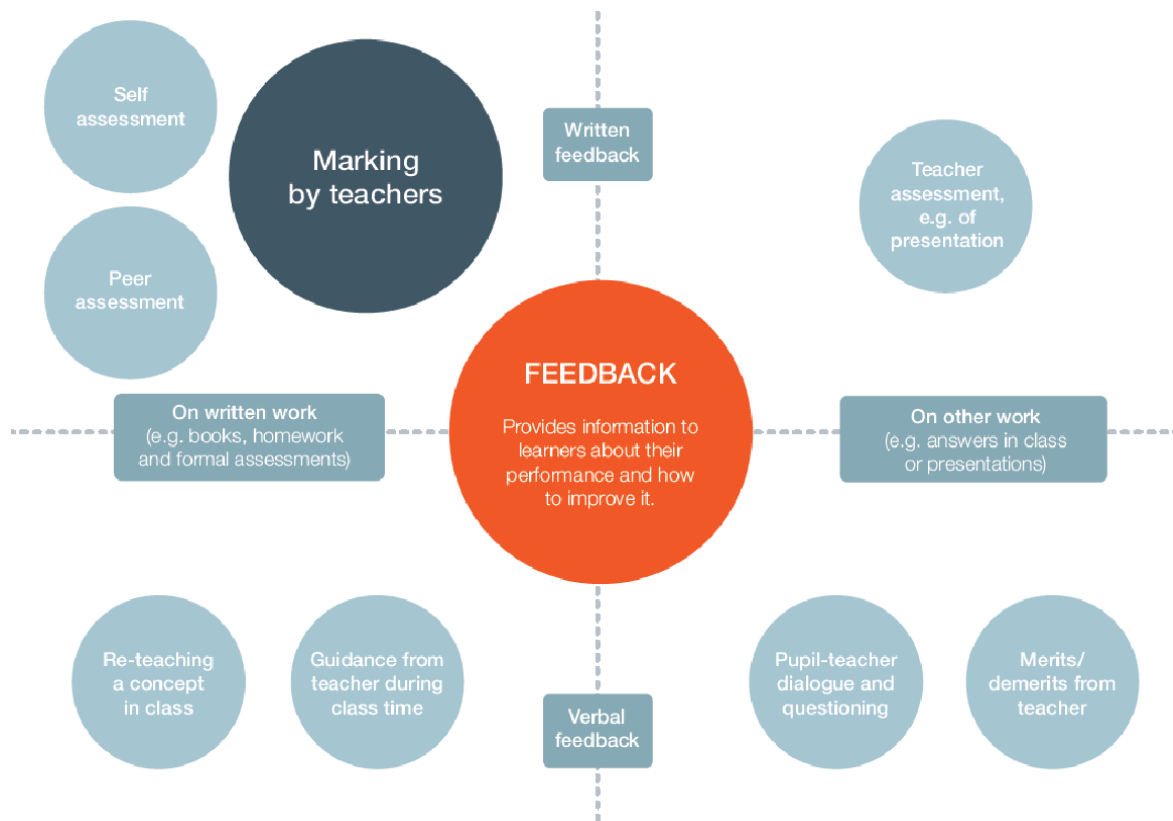 Self
assessment
Marking
by teachers
Written
feedback
Teacher
assessment,
e.g. of
presentation
Peer
assessment
FEEDBACK
Provides information to
learners about their
performance and how
to improve it.
On written work
(e.g. books, homework
and formal assessments)
On other work
(e.g. answers in class
or presentations)
Re-teaching
a concept
in class
Guidance from
teacher during
class time
Verbal
feedback
Pupil-teacher
dialogue and
questioning
Merits/
demerits from
teacher